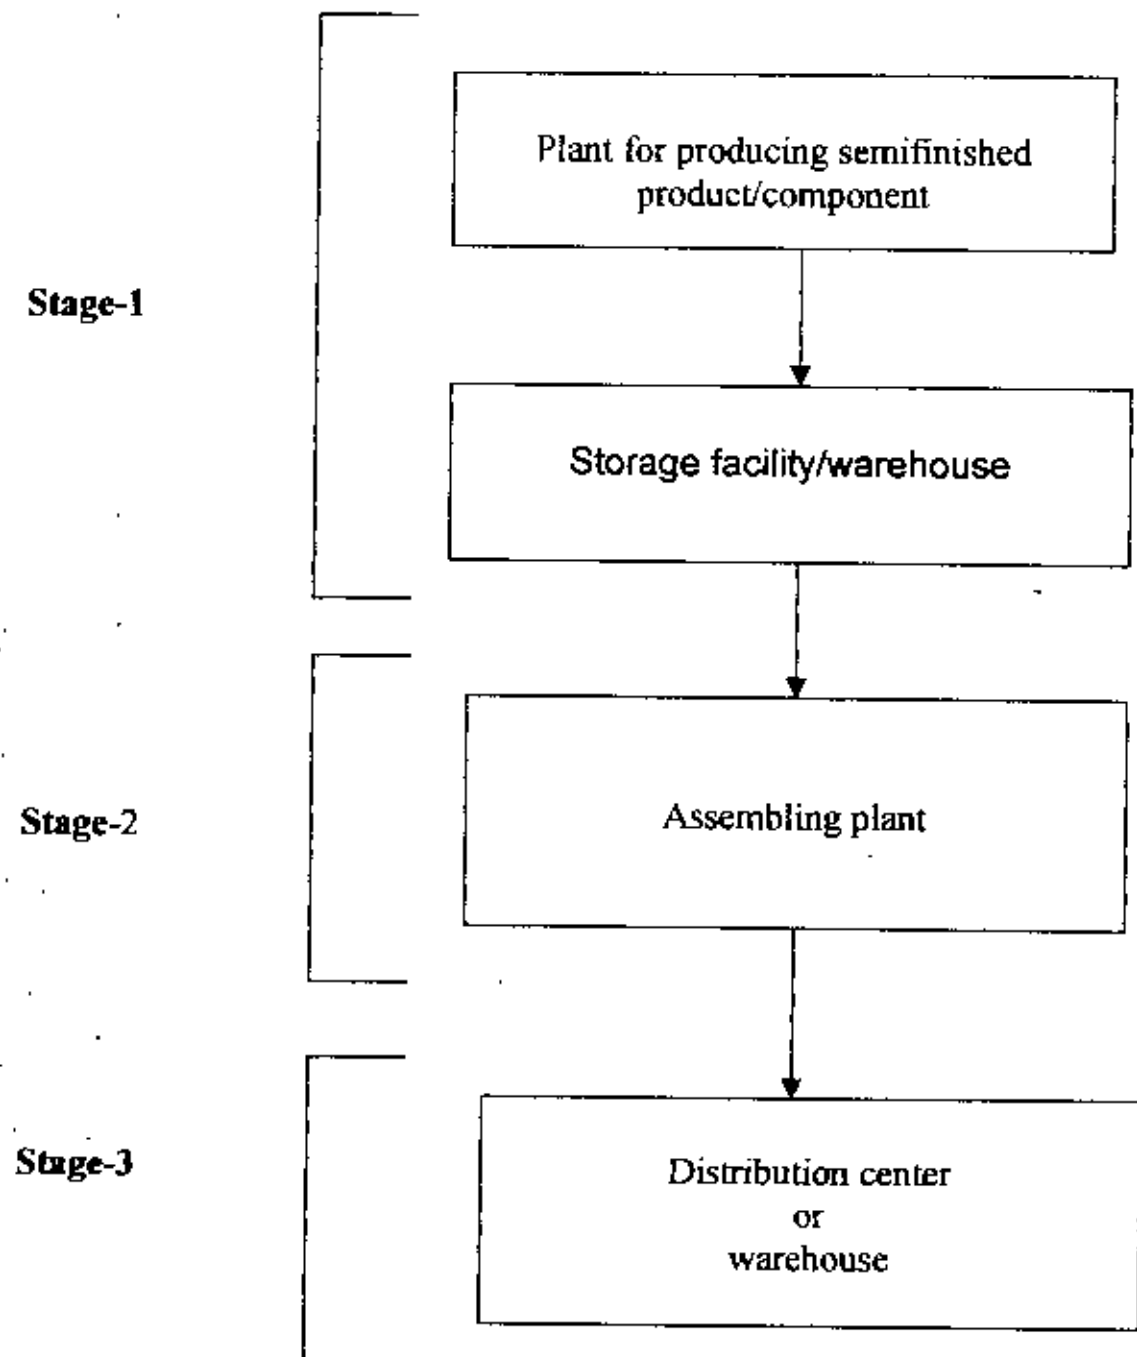 Plant for producing semifinished
product/component
Stage-1
Storage facility/warehouse
Stage-2
Assembling plant
Stage-3
Distribution center
or
warehouse